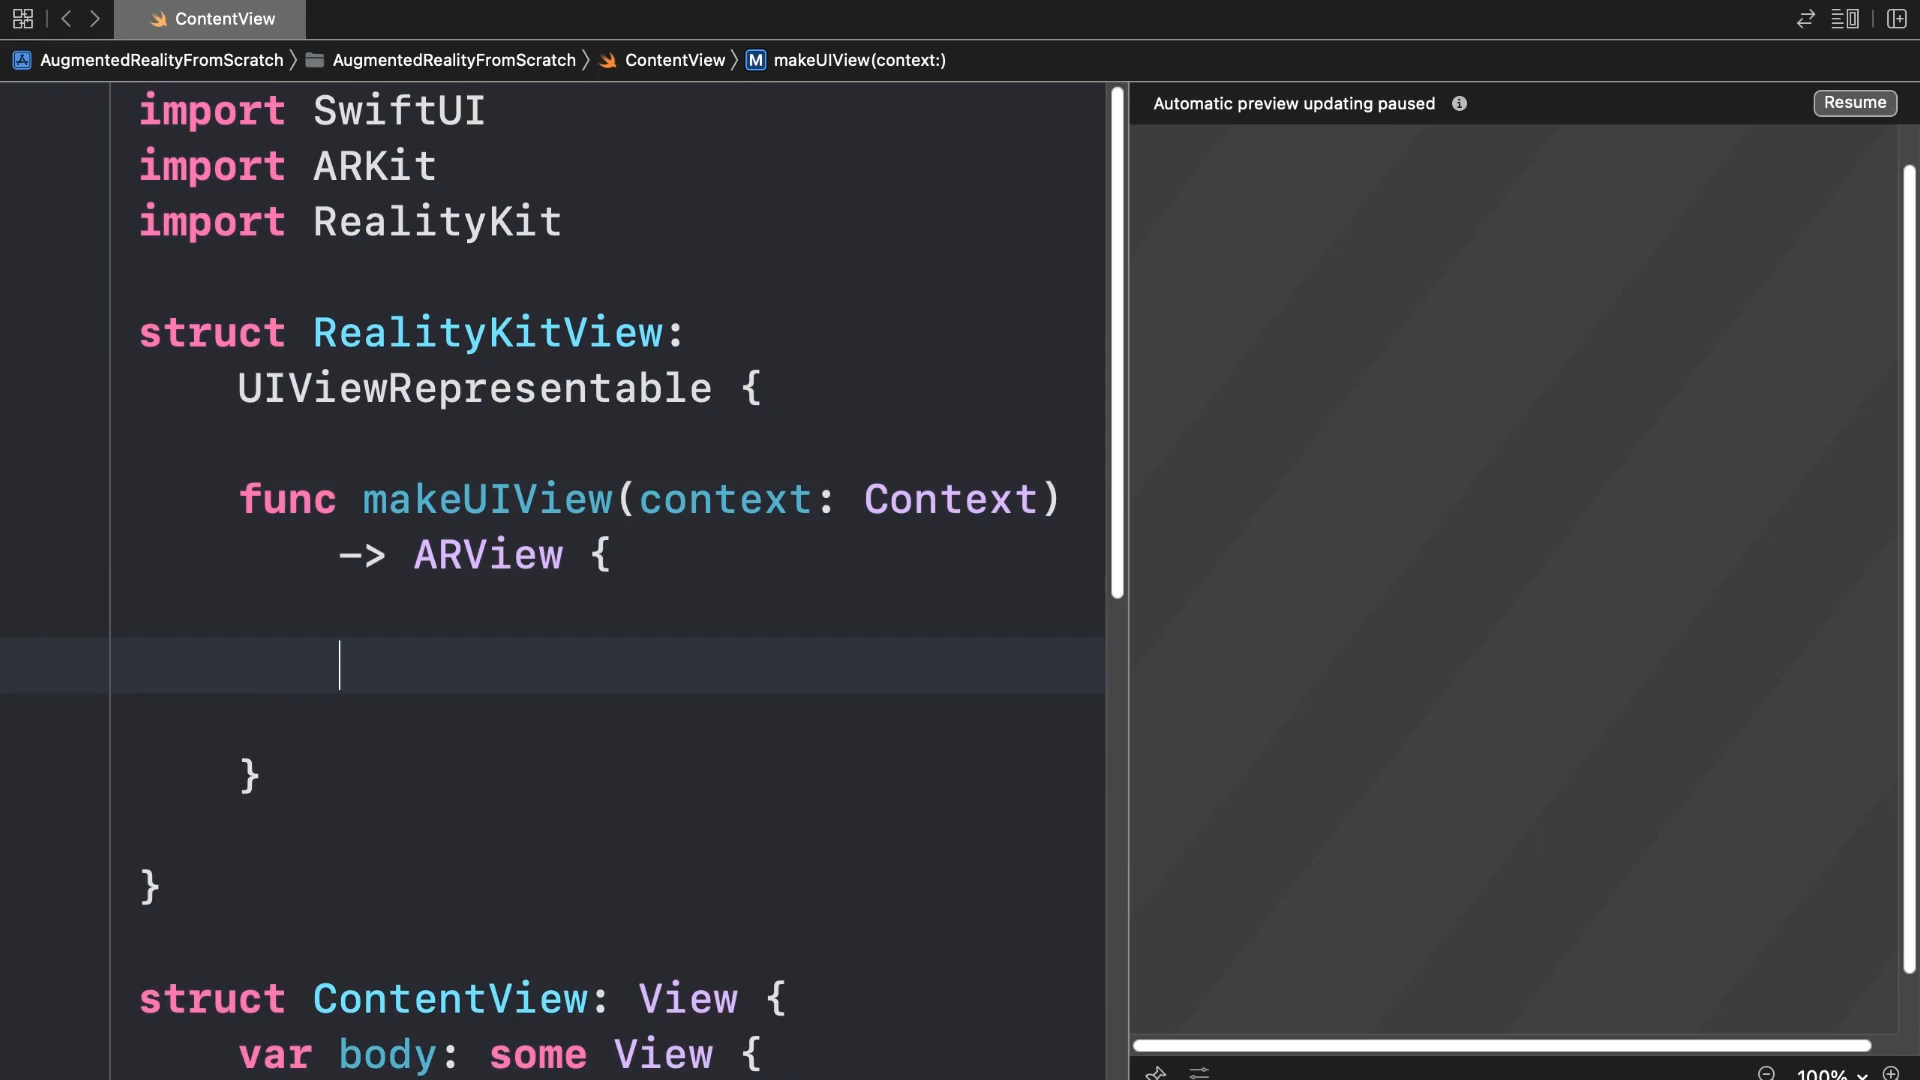 ContentView
AugmentedRealityFromScratch 〉 AugmentedRealityFromScratch 〉 ContentView 〉 M makeUIView(context:)
Automatic preview updating paused
Resume
import SwiftUI
import ARKit
import RealityKit
struct RealityKitView:
UIViewRepresentable {
func makeUIView(context: Context)
-> ARView {
}
}
struct ContentView: View {
var body: some View {
100%